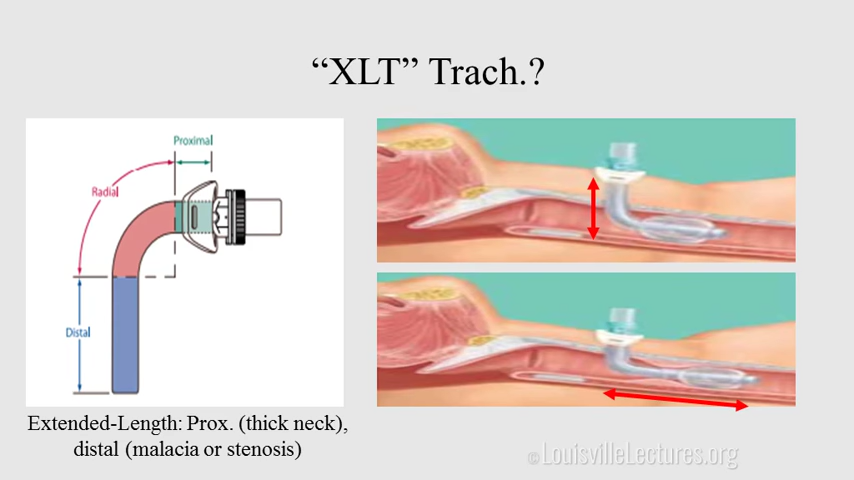 “XLT” Trach.?
Proximal
Radial
Distal
Extended-Length: Prox. (thick neck),
distal (malacia or stenosis)
©LouisvilleLectures.org